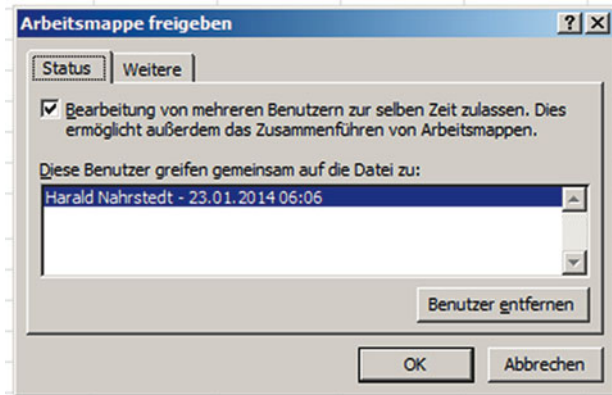 Arbeitsmappe freigeben
Status Weitere
Bearbeitung von mehreren Benutzern zur selben Zeit zulassen. Dies
ermöglicht außerdem das Zusammenführen von Arbeitsmappen.
Diese Benutzer greifen gemeinsam auf die Datei zu:
Harald Nahrstedt - 23.01.2014 06:06
Benutzer entfernen
OK Abbrechen